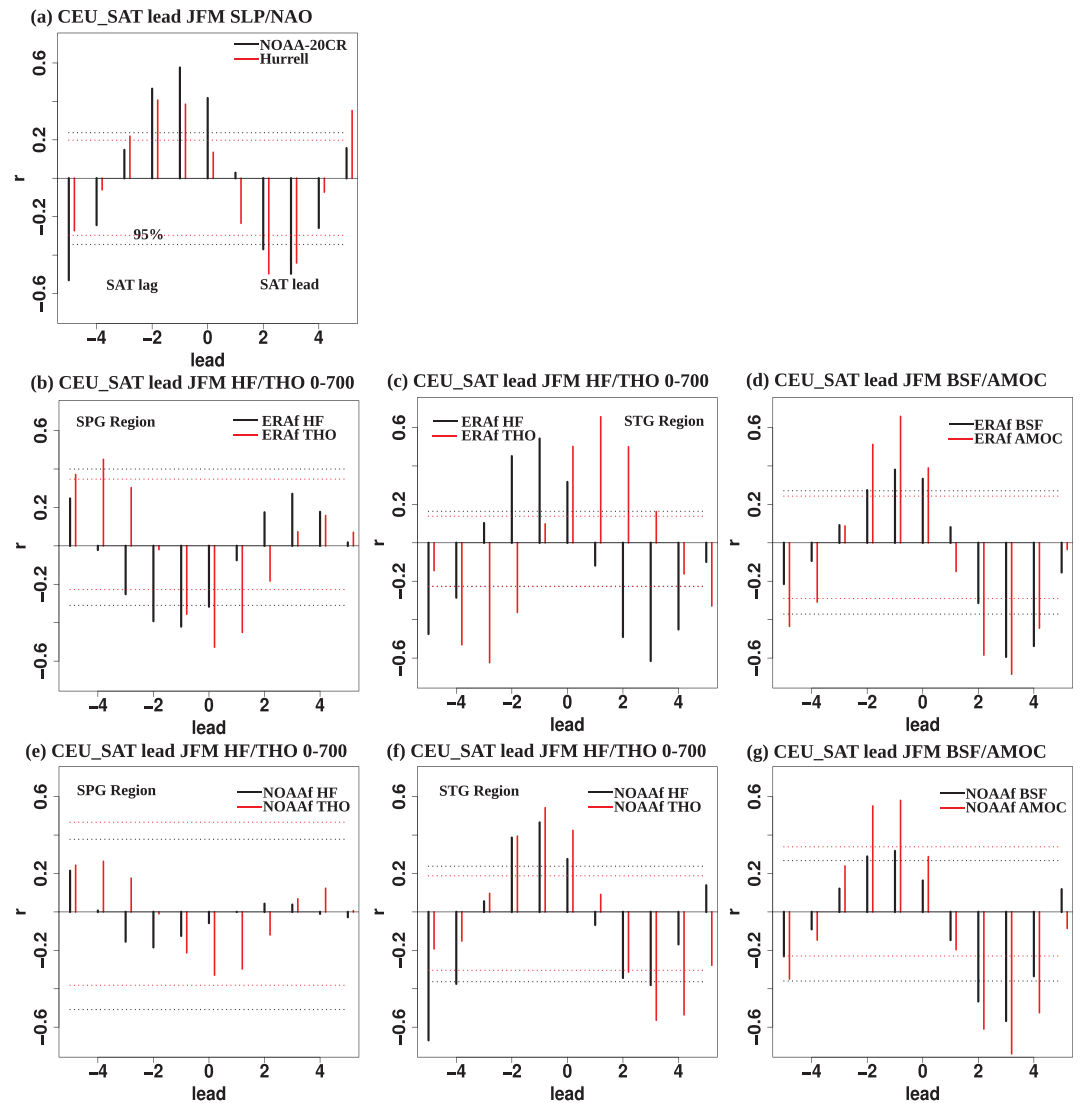 (a) CEU_SAT lead JFM SLP/NAO
NOAA-20CR
Hurrell
0.6
0.2
−0.2
−0.6
r
95%
SAT lag
SAT lead
−4 −2 0 2 4
lead
(b) CEU_SAT lead JFM HF/THO 0-700
SPG Region
ERAf HF
ERAf THO
0.6
0.2
−0.2
−0.6
r
−4 −2 0 2 4
lead
(c) CEU_SAT lead JFM HF/THO 0-700
ERAf HF
ERAf THO
STG Region
0.6
0.2
−0.2
−0.6
r
−4 −2 0 2 4
lead
(d) CEU_SAT lead JFM BSF/AMOC
ERAf BSF
ERAf AMOC
0.6
0.2
−0.2
−0.6
r
−4 −2 0 2 4
lead
(e) CEU_SAT lead JFM HF/THO 0-700
SPG Region
NOAAf HF
NOAAf THO
0.6
0.2
−0.2
−0.6
r
−4 −2 0 2 4
lead
(f) CEU_SAT lead JFM HF/THO 0-700
STG Region
NOAAf HF
NOAAf THO
0.6
0.2
−0.2
−0.6
r
−4 −2 0 2 4
lead
(g) CEU_SAT lead JFM BSF/AMOC
NOAAf BSF
NOAAf AMOC
0.6
0.2
−0.2
−0.6
r
−4 −2 0 2 4
lead